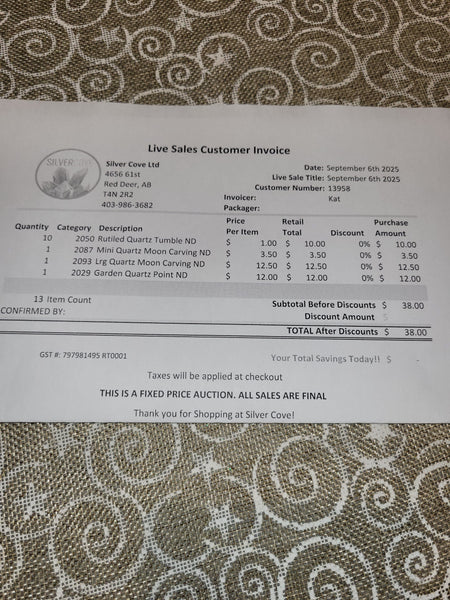 Live Sales Customer Invoice
SILVER COVE
Silver Cove Ltd
4656 61st
Red Deer, AB
T4N 2R2
403-986-3682
Date: September 6th 2025
Live Sale Title: September 6th 2025
Customer Number: 13958
Invoicer: Kat
Packager:
Quantity Category Description Price Per Item Retail Total Discount Purchase Amount
10 2050 Rutiled Quartz Tumble ND $ 1.00 $ 10.00 0% $ 10.00
1 2087 Mini Quartz Moon Carving ND $ 3.50 $ 3.50 0% $ 3.50
1 2093 Lrg Quartz Moon Carving ND $ 12.50 $ 12.50 0% $ 12.50
1 2029 Garden Quartz Point ND $ 12.00 $ 12.00 0% $ 12.00
13 Item Count
Subtotal Before Discounts $ 38.00
CONFIRMED BY:
Discount Amount $
TOTAL After Discounts $ 38.00
GST #: 797981495 RT0001
Your Total Savings Today!! $ -
Taxes will be applied at checkout
THIS IS A FIXED PRICE AUCTION. ALL SALES ARE FINAL
Thank you for Shopping at Silver Cove!